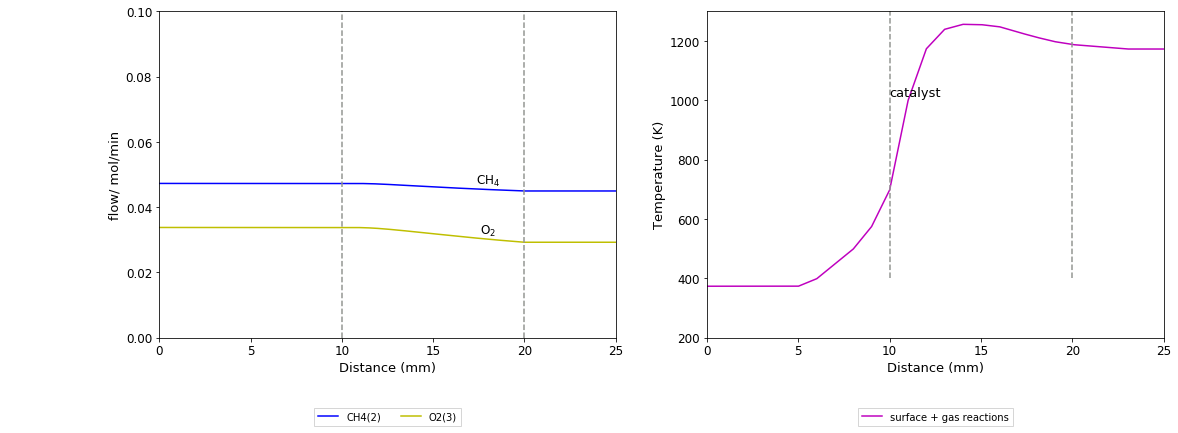 0.10
0.08
0.06
0.04
0.02
0.00
flow/ mol/min
CH₄
O₂
0 5 10 15 20 25
Distance (mm)
CH4(2) O2(3)
1200
1000
800
600
400
200
Temperature (K)
catalyst
0 5 10 15 20 25
Distance (mm)
surface + gas reactions